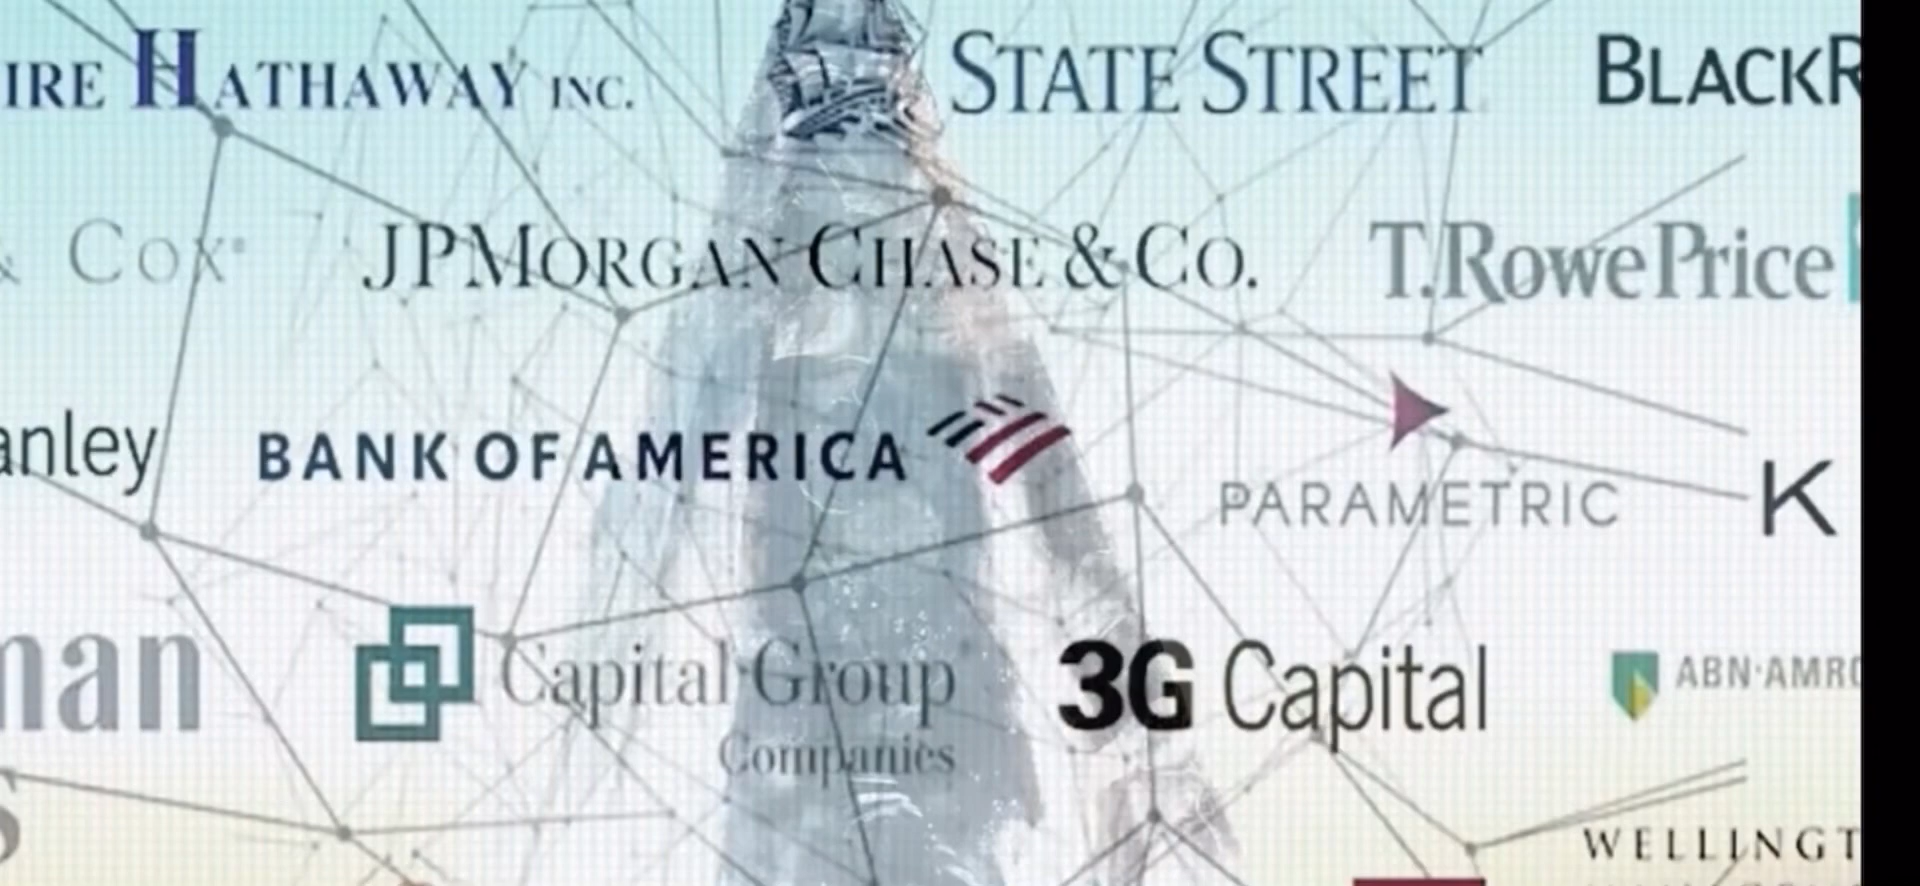 IRE HATHAWAY INC.
STATE STREET
BLACKR
& COX
JPMORGAN CHASE & CO.
T.RowePrice
anley
BANK OF AMERICA
PARAMETRIC
K
man
Capital Group
Companies
3G Capital
ABN·AMRO
S
WELLINGT